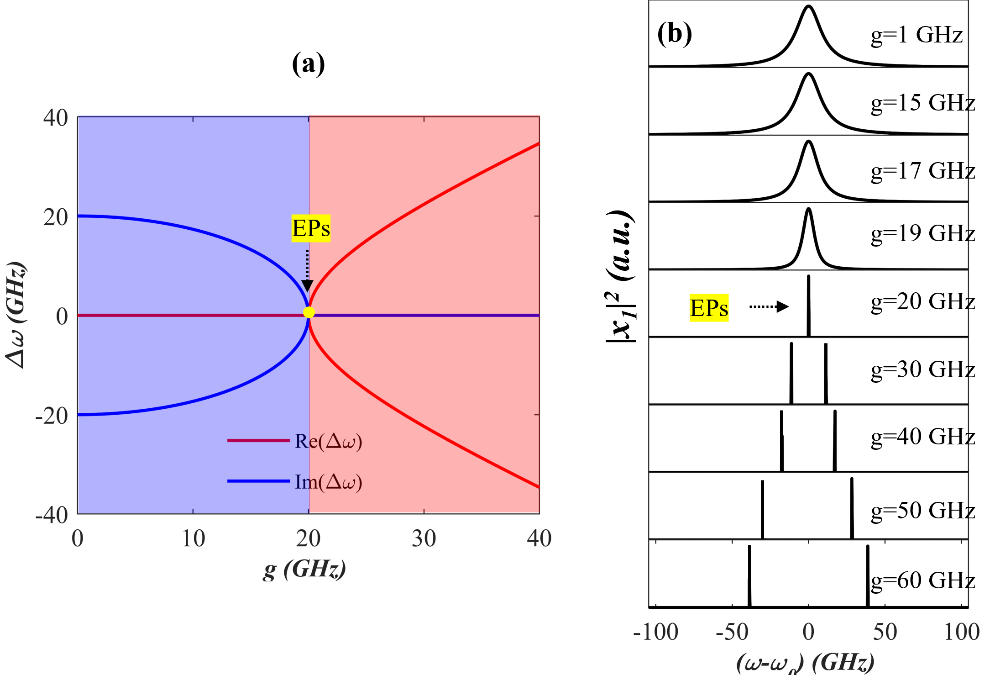 (a)
40
20
0
-20
-40
Δω (GHz)
EPs
Re(Δω)
Im(Δω)
0 10 20 30 40
g (GHz)
(b)
g=1 GHz
g=15 GHz
g=17 GHz
g=19 GHz
EPs
g=20 GHz
g=30 GHz
g=40 GHz
g=50 GHz
g=60 GHz
|x₁|² (a.u.)
-100 -50 0 50 100
(ω-ω₀) (GHz)